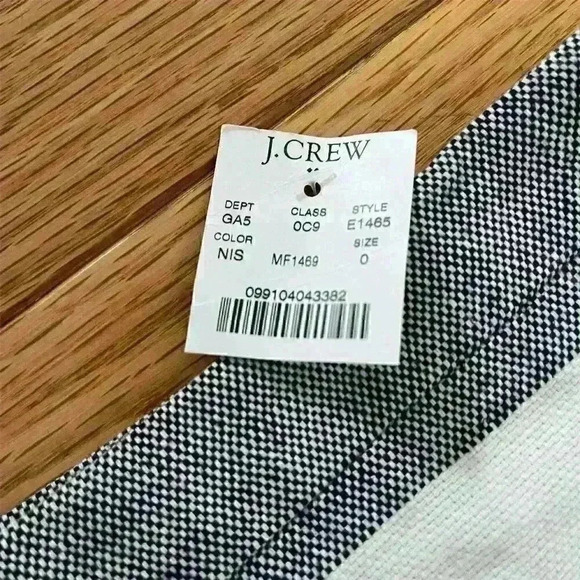 J.CREW
DEPT CLASS STYLE
GA5 0C9 E1465
COLOR SIZE
NIS MF1469 0
099104043382